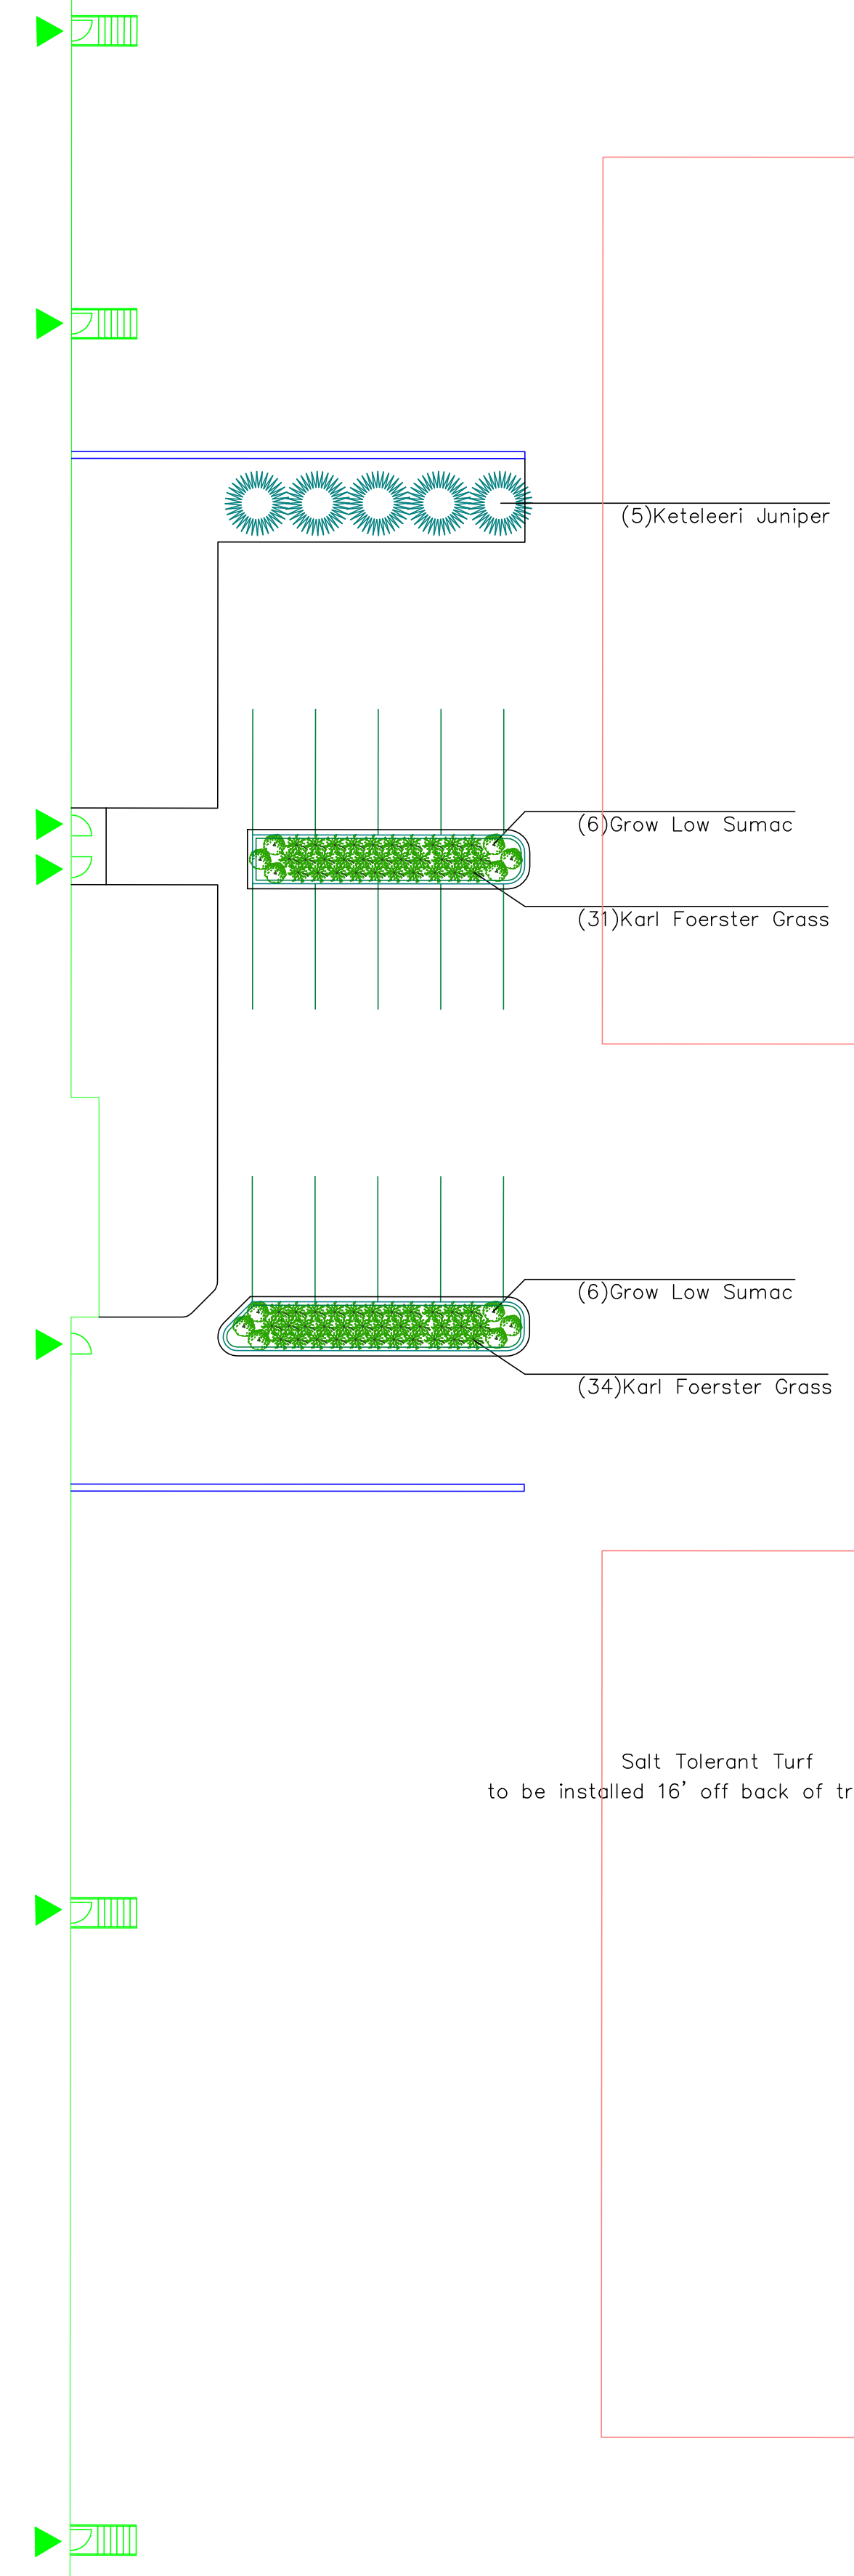 (5)Keteleeri Juniper
(6)Grow Low Sumac
(31)Karl Foerster Grass
(6)Grow Low Sumac
(34)Karl Foerster Grass
Salt Tolerant Turf
to be installed 16' off back of